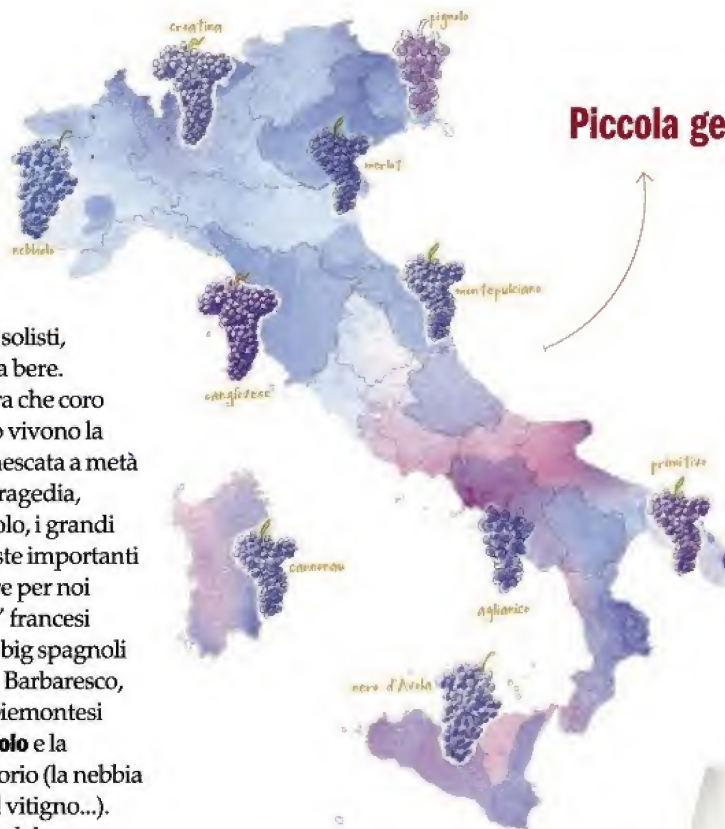 croatina
pignolo
Piccola ge
merlot
nebbiolo
montepulciano
solisti,
a bere.
sangiovese
ra che coro
o vivono la
nescata a metà
primitivo
ragedia,
olo, i grandi
ste importanti
cannonau
re per noi
aglianico
” francesi
big spagnoli
nero d'Avola
Barbaresco,
piemontesi
olo e la
orio (la nebbia
l vitigno...).